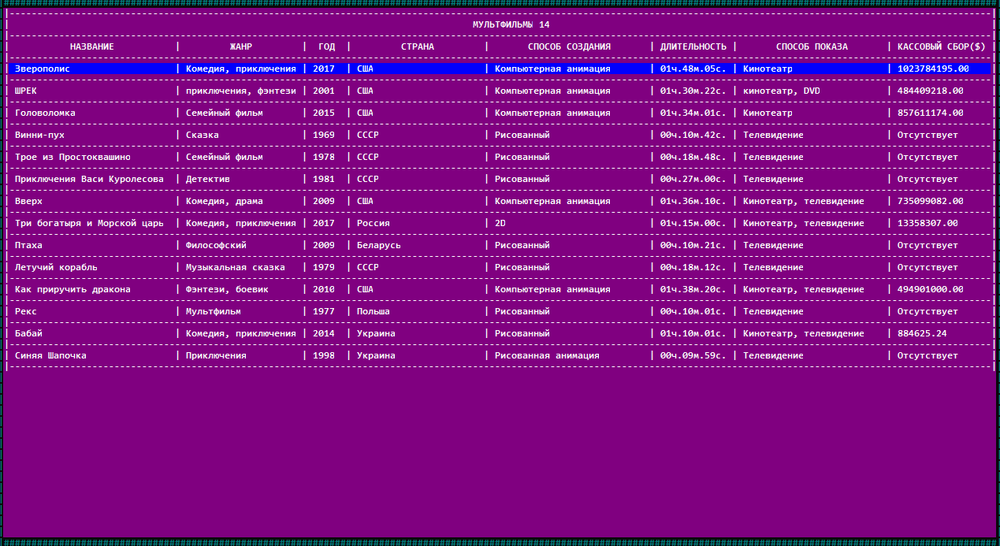 МУЛЬТФИЛЬМЫ 14
НАЗВАНИЕ | ЖАНР | ГОД | СТРАНА | СПОСОБ СОЗДАНИЯ | ДЛИТЕЛЬНОСТЬ | СПОСОБ ПОКАЗА | КАССОВЫЙ СБОР($)
Зверополис | Комедия, приключения | 2017 | США | Компьютерная анимация | 01ч.48м.05с. | Кинотеатр | 1023784195.00
ШРЕК | приключения, фэнтези | 2001 | США | Компьютерная анимация | 01ч.30м.22с. | кинотеатр, DVD | 484409218.00
Головоломка | Семейный фильм | 2015 | США | Компьютерная анимация | 01ч.34м.01с. | Кинотеатр | 857611174.00
Винни-пух | Сказка | 1969 | СССР | Рисованный | 00ч.10м.42с. | Телевидение | Отсутствует
Трое из Простоквашино | Семейный фильм | 1978 | СССР | Рисованный | 00ч.18м.48с. | Телевидение | Отсутствует
Приключения Васи Куролесова | Детектив | 1981 | СССР | Рисованный | 00ч.27м.00с. | Телевидение | Отсутствует
Вверх | Комедия, драма | 2009 | США | Компьютерная анимация | 01ч.36м.10с. | Кинотеатр, телевидение | 735099082.00
Три богатыря и Морской царь | Комедия, приключения | 2017 | Россия | 2D | 01ч.15м.00с. | Кинотеатр, телевидение | 13358307.00
Птаха | Философский | 2009 | Беларусь | Рисованный | 00ч.10м.21с. | Телевидение | Отсутствует
Летучий корабль | Музыкальная сказка | 1979 | СССР | Рисованный | 00ч.18м.12с. | Телевидение | Отсутствует
Как приручить дракона | Фэнтези, боевик | 2010 | США | Компьютерная анимация | 01ч.38м.20с. | Кинотеатр, телевидение | 494901000.00
Рекс | Мультфильм | 1977 | Польша | Рисованный | 00ч.10м.01с. | Телевидение | Отсутствует
Бабай | Комедия, приключения | 2014 | Украина | Рисованный | 01ч.10м.01с. | Кинотеатр, телевидение | 884625.24
Синяя Шапочка | Приключения | 1998 | Украина | Рисованная анимация | 00ч.09м.59с. | Телевидение | Отсутствует